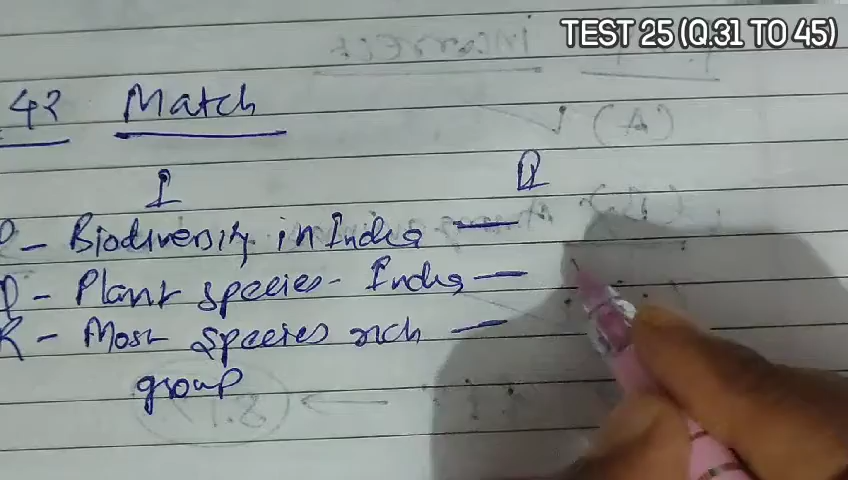 TEST 25 (Q.31 TO 45)
42 Match
I II
P - Biodiversity in India —
Q - Plant species - India —
R - Most species rich —
group